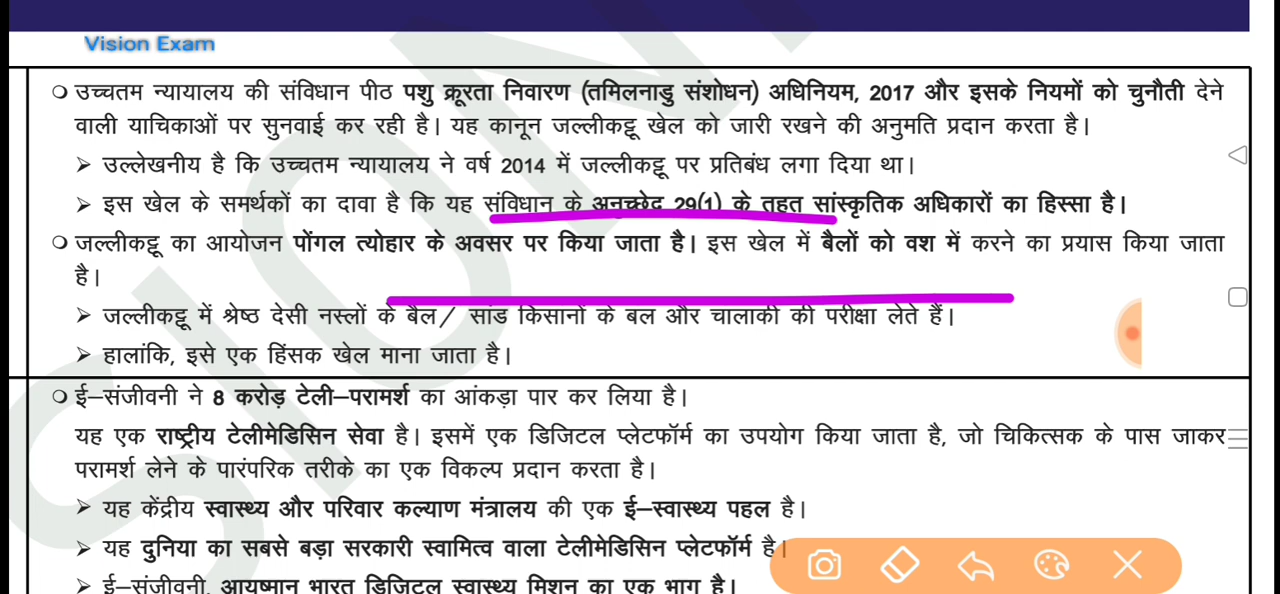 Vision Exam
○ उच्चतम न्यायालय की संविधान पीठ पशु क्रूरता निवारण (तमिलनाडु संशोधन) अधिनियम, 2017 और इसके नियमों को चुनौती देने
वाली याचिकाओं पर सुनवाई कर रही है। यह कानून जल्लीकट्टू खेल को जारी रखने की अनुमति प्रदान करता है।
➢ उल्लेखनीय है कि उच्चतम न्यायालय ने वर्ष 2014 में जल्लीकट्टू पर प्रतिबंध लगा दिया था।
➢ इस खेल के समर्थकों का दावा है कि यह संविधान के अनुच्छेद 29(1) के तहत सांस्कृतिक अधिकारों का हिस्सा है।
○ जल्लीकट्टू का आयोजन पोंगल त्योहार के अवसर पर किया जाता है। इस खेल में बैलों को वश में करने का प्रयास किया जाता
है।
➢ जल्लीकट्टू में श्रेष्ठ देसी नस्लों के बैल/ सांड किसानों के बल और चालाकी की परीक्षा लेते हैं।
➢ हालांकि, इसे एक हिंसक खेल माना जाता है।
○ ई–संजीवनी ने 8 करोड़ टेली–परामर्श का आंकड़ा पार कर लिया है।
यह एक राष्ट्रीय टेलीमेडिसिन सेवा है। इसमें एक डिजिटल प्लेटफॉर्म का उपयोग किया जाता है, जो चिकित्सक के पास जाकर
परामर्श लेने के पारंपरिक तरीके का एक विकल्प प्रदान करता है।
➢ यह केंद्रीय स्वास्थ्य और परिवार कल्याण मंत्रालय की एक ई–स्वास्थ्य पहल है।
➢ यह दुनिया का सबसे बड़ा सरकारी स्वामित्व वाला टेलीमेडिसिन प्लेटफॉर्म है।
➢ ई–संजीवनी, आयुष्मान भारत डिजिटल स्वास्थ्य मिशन का एक भाग है।